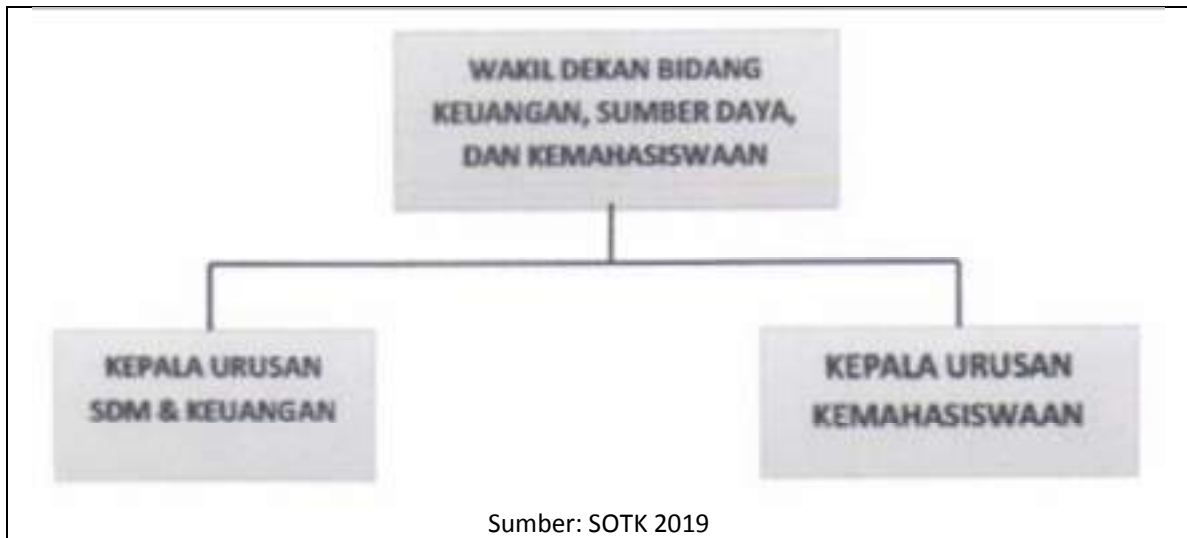 WAKIL DEKAN BIDANG
KEUANGAN, SUMBER DAYA,
DAN KEMAHASISWAAN
KEPALA URUSAN
SDM & KEUANGAN
KEPALA URUSAN
KEMAHASISWAAN
Sumber: SOTK 2019